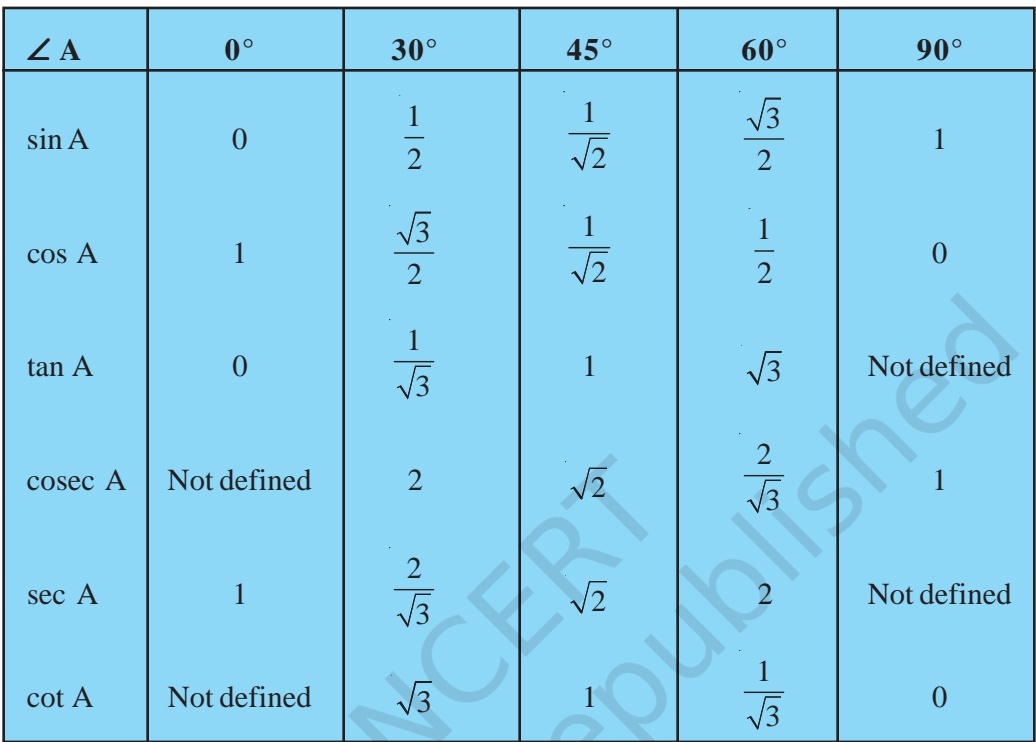 ∠ A 0° 30° 45° 60° 90°
sin A 0 1/2 1/√2 √3/2 1
cos A 1 √3/2 1/√2 1/2 0
tan A 0 1/√3 1 √3 Not defined
cosec A Not defined 2 √2 2/√3 1
sec A 1 2/√3 √2 2 Not defined
cot A Not defined √3 1 1/√3 0
NCERT
epublished